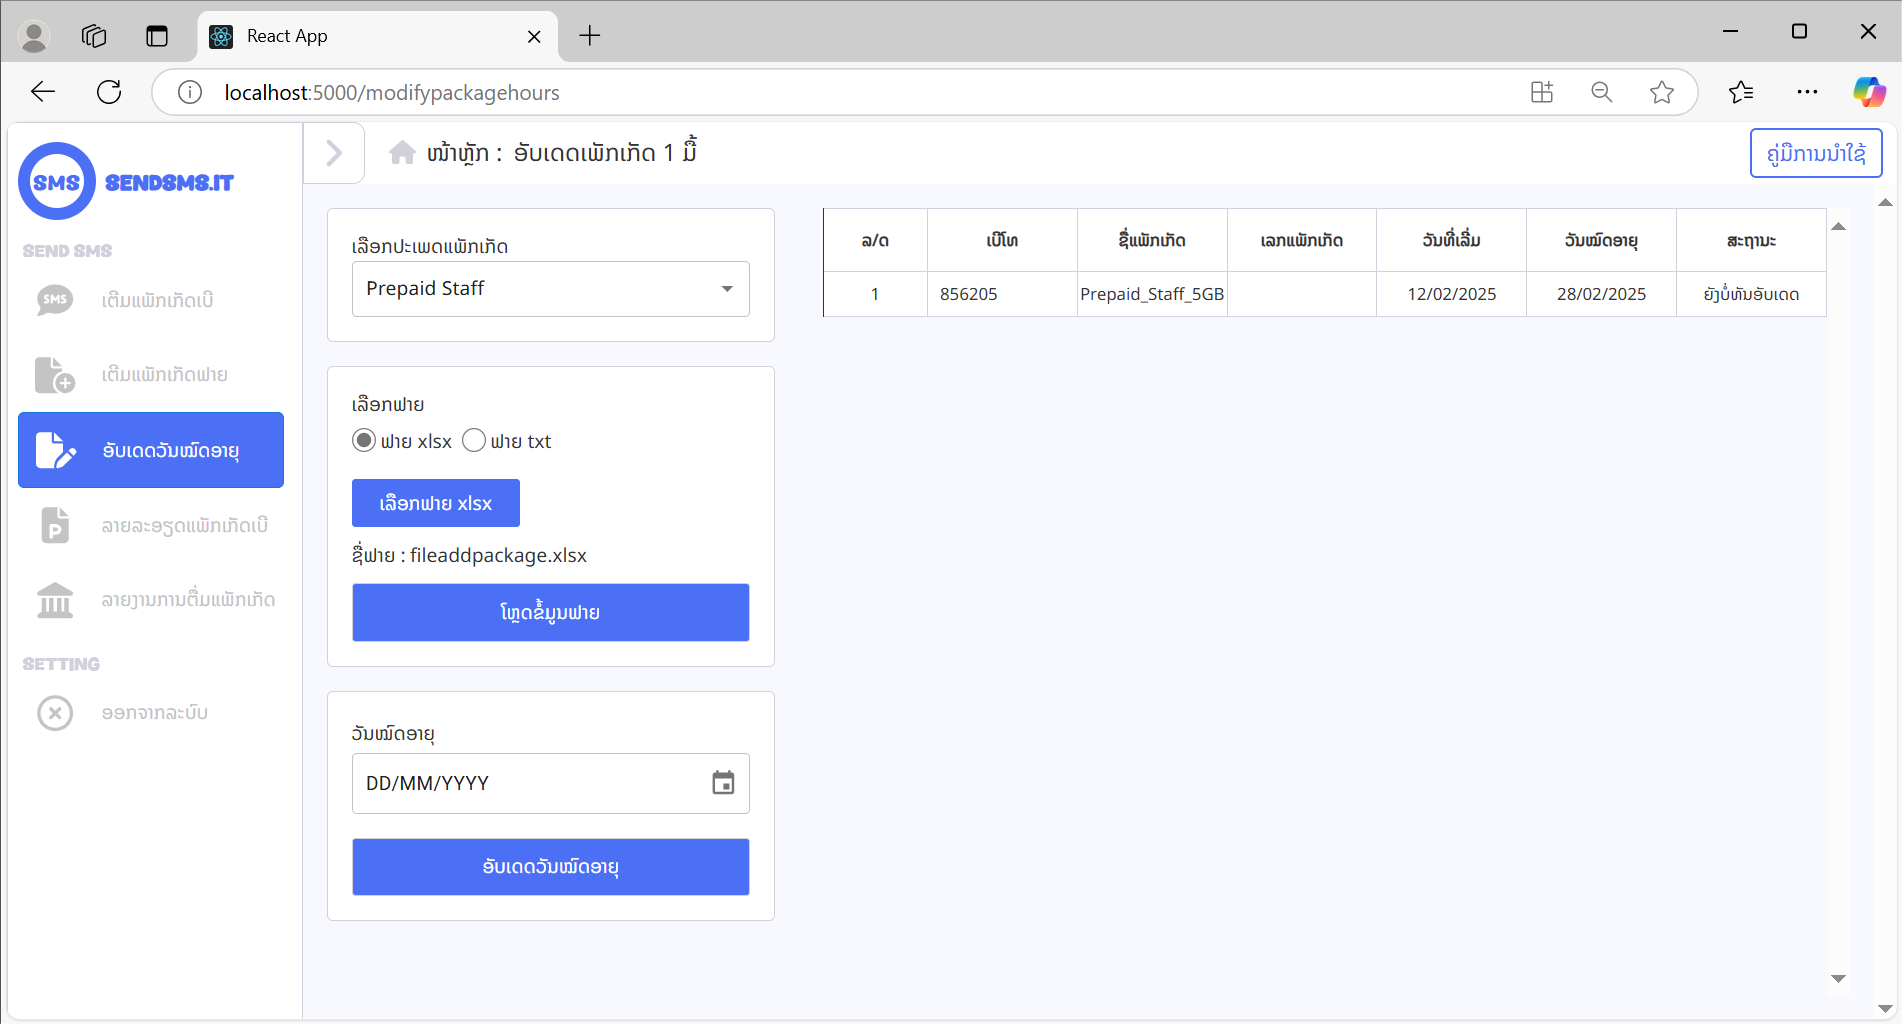 React App
localhost:5000/modifypackagehours
SMS
SENDSMS.IT
SEND SMS
SMS
ເຕີມແພັກເກັດເບີ
ເຕີມແພັກເກັດຟາຍ
ອັບເດດວັນໝົດອາຍຸ
P
ລາຍລະອຽດແພັກເກັດເບີ
ລາຍງານການຕື່ມແພັກເກັດ
SETTING
ອອກຈາກລະບົບ
ໜ້າຫຼັກ : ອັບເດດເພັກເກັດ 1 ມື້
ຄູ່ມືການນຳໃຊ້
ເລືອກປະເພດແພັກເກັດ
Prepaid Staff
ເລືອກຟາຍ
ຟາຍ xlsx ຟາຍ txt
ເລືອກຟາຍ xlsx
ຊື່ຟາຍ : fileaddpackage.xlsx
ໂຫຼດຂໍ້ມູນຟາຍ
ວັນໝົດອາຍຸ
DD/MM/YYYY
ອັບເດດວັນໝົດອາຍຸ
ລ/ດ ເບີໂທ ຊື່ແພັກເກັດ ເລກແພັກເກັດ ວັນທີ່ເລີ່ມ ວັນໝົດອາຍຸ ສະຖານະ
1 856205 Prepaid_Staff_5GB 12/02/2025 28/02/2025 ຍັງບໍ່ທັນອັບເດດ